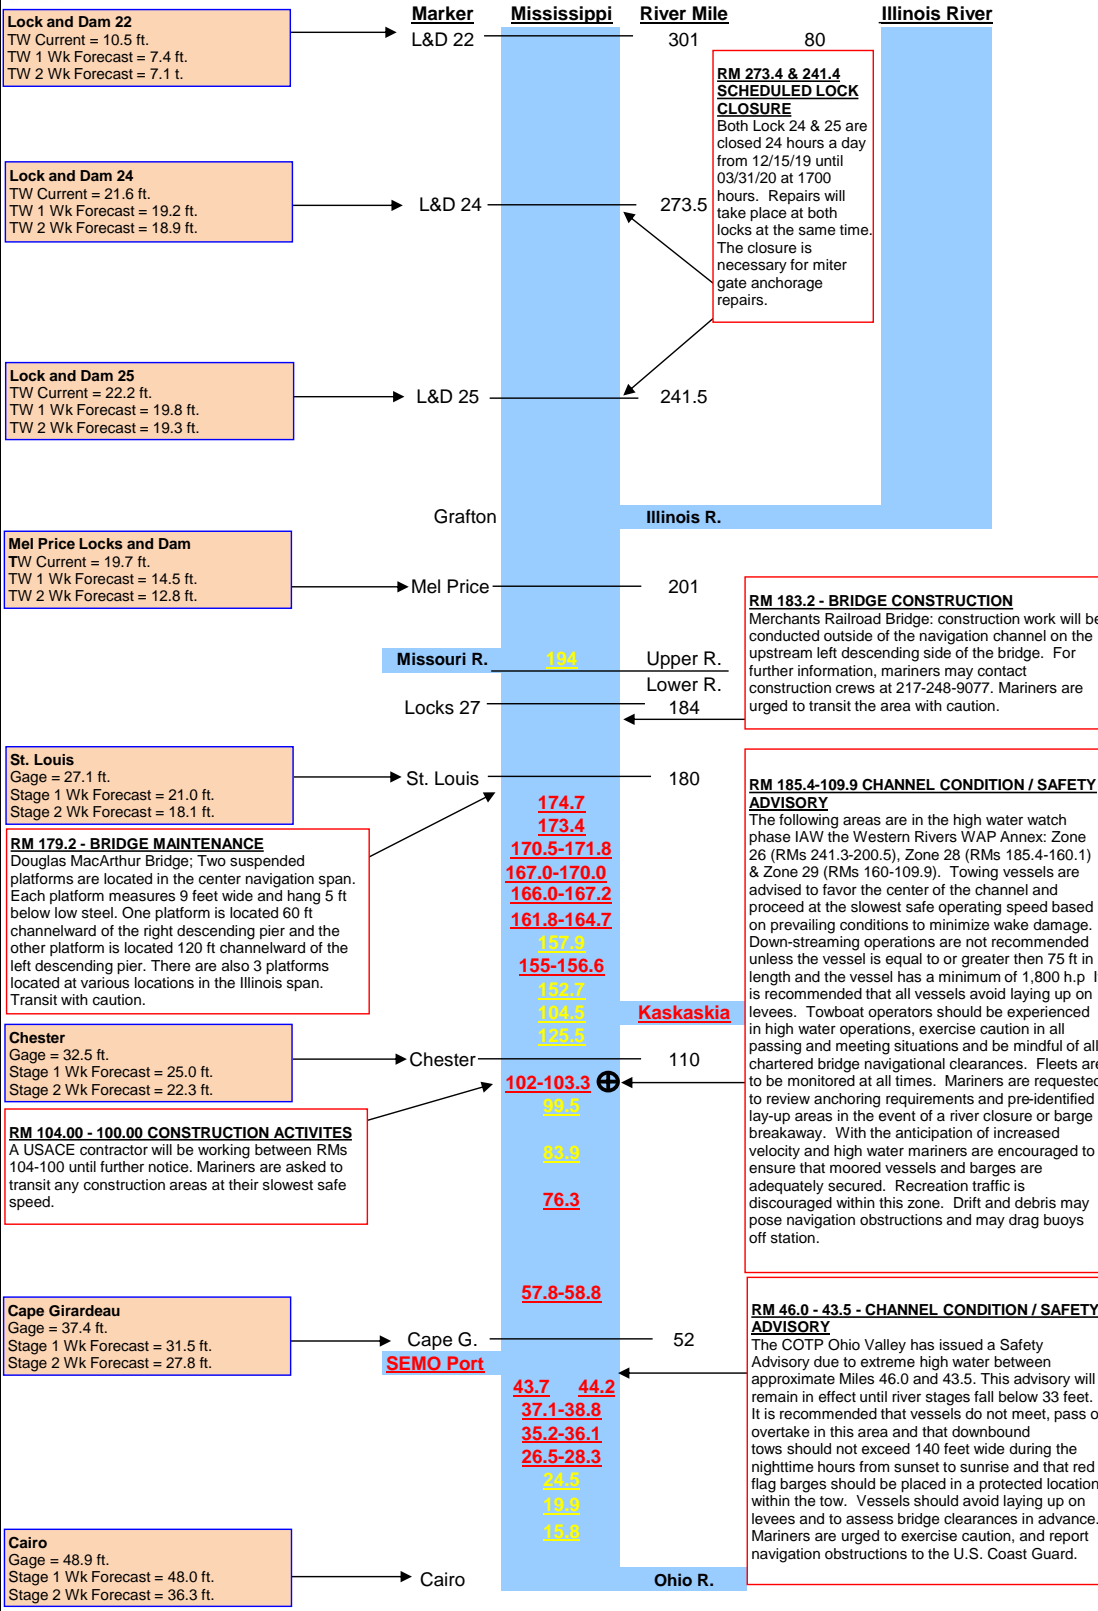 Marker Mississippi River Mile Illinois River
Lock and Dam 22
TW Current = 10.5 ft.
TW 1 Wk Forecast = 7.4 ft.
TW 2 Wk Forecast = 7.1 t.
L&D 22 301 80
RM 273.4 & 241.4
SCHEDULED LOCK
CLOSURE
Both Lock 24 & 25 are
closed 24 hours a day
from 12/15/19 until
03/31/20 at 1700
hours. Repairs will
take place at both
locks at the same time.
The closure is
necessary for miter
gate anchorage
repairs.
Lock and Dam 24
TW Current = 21.6 ft.
TW 1 Wk Forecast = 19.2 ft.
TW 2 Wk Forecast = 18.9 ft.
L&D 24 273.5
Lock and Dam 25
TW Current = 22.2 ft.
TW 1 Wk Forecast = 19.8 ft.
TW 2 Wk Forecast = 19.3 ft.
L&D 25 241.5
Grafton Illinois R.
Mel Price Locks and Dam
TW Current = 19.7 ft.
TW 1 Wk Forecast = 14.5 ft.
TW 2 Wk Forecast = 12.8 ft.
Mel Price 201
RM 183.2 - BRIDGE CONSTRUCTION
Merchants Railroad Bridge: construction work will be
conducted outside of the navigation channel on the
upstream left descending side of the bridge. For
further information, mariners may contact
construction crews at 217-248-9077. Mariners are
urged to transit the area with caution.
Missouri R. 194 Upper R.
Lower R.
Locks 27 184
St. Louis
Gage = 27.1 ft.
Stage 1 Wk Forecast = 21.0 ft.
Stage 2 Wk Forecast = 18.1 ft.
St. Louis 180
RM 179.2 - BRIDGE MAINTENANCE
Douglas MacArthur Bridge; Two suspended
platforms are located in the center navigation span.
Each platform measures 9 feet wide and hang 5 ft
below low steel. One platform is located 60 ft
channelward of the right descending pier and the
other platform is located 120 ft channelward of the
left descending pier. There are also 3 platforms
located at various locations in the Illinois span.
Transit with caution.
174.7
173.4
170.5-171.8
167.0-170.0
166.0-167.2
161.8-164.7
157.9
155-156.6
152.7
104.5 Kaskaskia
125.5
RM 185.4-109.9 CHANNEL CONDITION / SAFETY
ADVISORY
The following areas are in the high water watch
phase IAW the Western Rivers WAP Annex: Zone
26 (RMs 241.3-200.5), Zone 28 (RMs 185.4-160.1)
& Zone 29 (RMs 160-109.9). Towing vessels are
advised to favor the center of the channel and
proceed at the slowest safe operating speed based
on prevailing conditions to minimize wake damage.
Down-streaming operations are not recommended
unless the vessel is equal to or greater then 75 ft in
length and the vessel has a minimum of 1,800 h.p
is recommended that all vessels avoid laying up on
levees. Towboat operators should be experienced
in high water operations, exercise caution in all
passing and meeting situations and be mindful of all
chartered bridge navigational clearances. Fleets are
to be monitored at all times. Mariners are requested
to review anchoring requirements and pre-identified
lay-up areas in the event of a river closure or barge
breakaway. With the anticipation of increased
velocity and high water mariners are encouraged to
ensure that moored vessels and barges are
adequately secured. Recreation traffic is
discouraged within this zone. Drift and debris may
pose navigation obstructions and may drag buoys
off station.
Chester
Gage = 32.5 ft.
Stage 1 Wk Forecast = 25.0 ft.
Stage 2 Wk Forecast = 22.3 ft.
Chester 110
102-103.3
99.5
83.9
76.3
57.8-58.8
RM 104.00 - 100.00 CONSTRUCTION ACTIVITES
A USACE contractor will be working between RMs
104-100 until further notice. Mariners are asked to
transit any construction areas at their slowest safe
speed.
Cape Girardeau
Gage = 37.4 ft.
Stage 1 Wk Forecast = 31.5 ft.
Stage 2 Wk Forecast = 27.8 ft.
Cape G. 52
SEMO Port
43.7 44.2
37.1-38.8
35.2-36.1
26.5-28.3
24.5
19.9
15.8
RM 46.0 - 43.5 - CHANNEL CONDITION / SAFETY
ADVISORY
The COTP Ohio Valley has issued a Safety
Advisory due to extreme high water between
approximate Miles 46.0 and 43.5. This advisory will
remain in effect until river stages fall below 33 feet.
It is recommended that vessels do not meet, pass
overtake in this area and that downbound
tows should not exceed 140 feet wide during the
nighttime hours from sunset to sunrise and that red
flag barges should be placed in a protected location
within the tow. Vessels should avoid laying up on
levees and to assess bridge clearances in advance.
Mariners are urged to exercise caution, and report
navigation obstructions to the U.S. Coast Guard.
Cairo
Gage = 48.9 ft.
Stage 1 Wk Forecast = 48.0 ft.
Stage 2 Wk Forecast = 36.3 ft.
Cairo Ohio R.